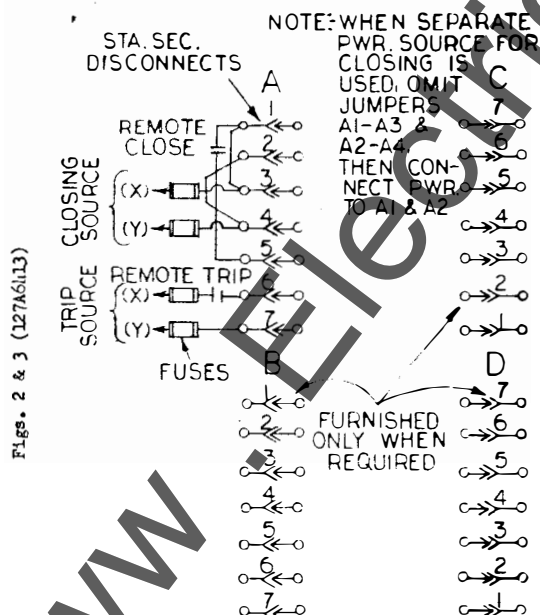 NOTE:-WHEN SEPARATE
PWR. SOURCE FOR
CLOSING IS
USED, OMIT
JUMPERS
A1-A3 &
A2-A4.
THEN CON-
NECT PWR.
TO A1 & A2
STA. SEC.
DISCONNECTS
A
1
REMOTE
CLOSE
2
3
4
5
6
7
CLOSING
SOURCE
(X)
(Y)
TRIP
SOURCE
REMOTE TRIP
(X)
(Y)
FUSES
C
7
6
5
4
3
2
1
B
1
2
3
4
5
6
7
FURNISHED
ONLY WHEN
REQUIRED
D
7
6
5
4
3
2
1
Figs. 2 & 3 (127A6113)
www . Electric